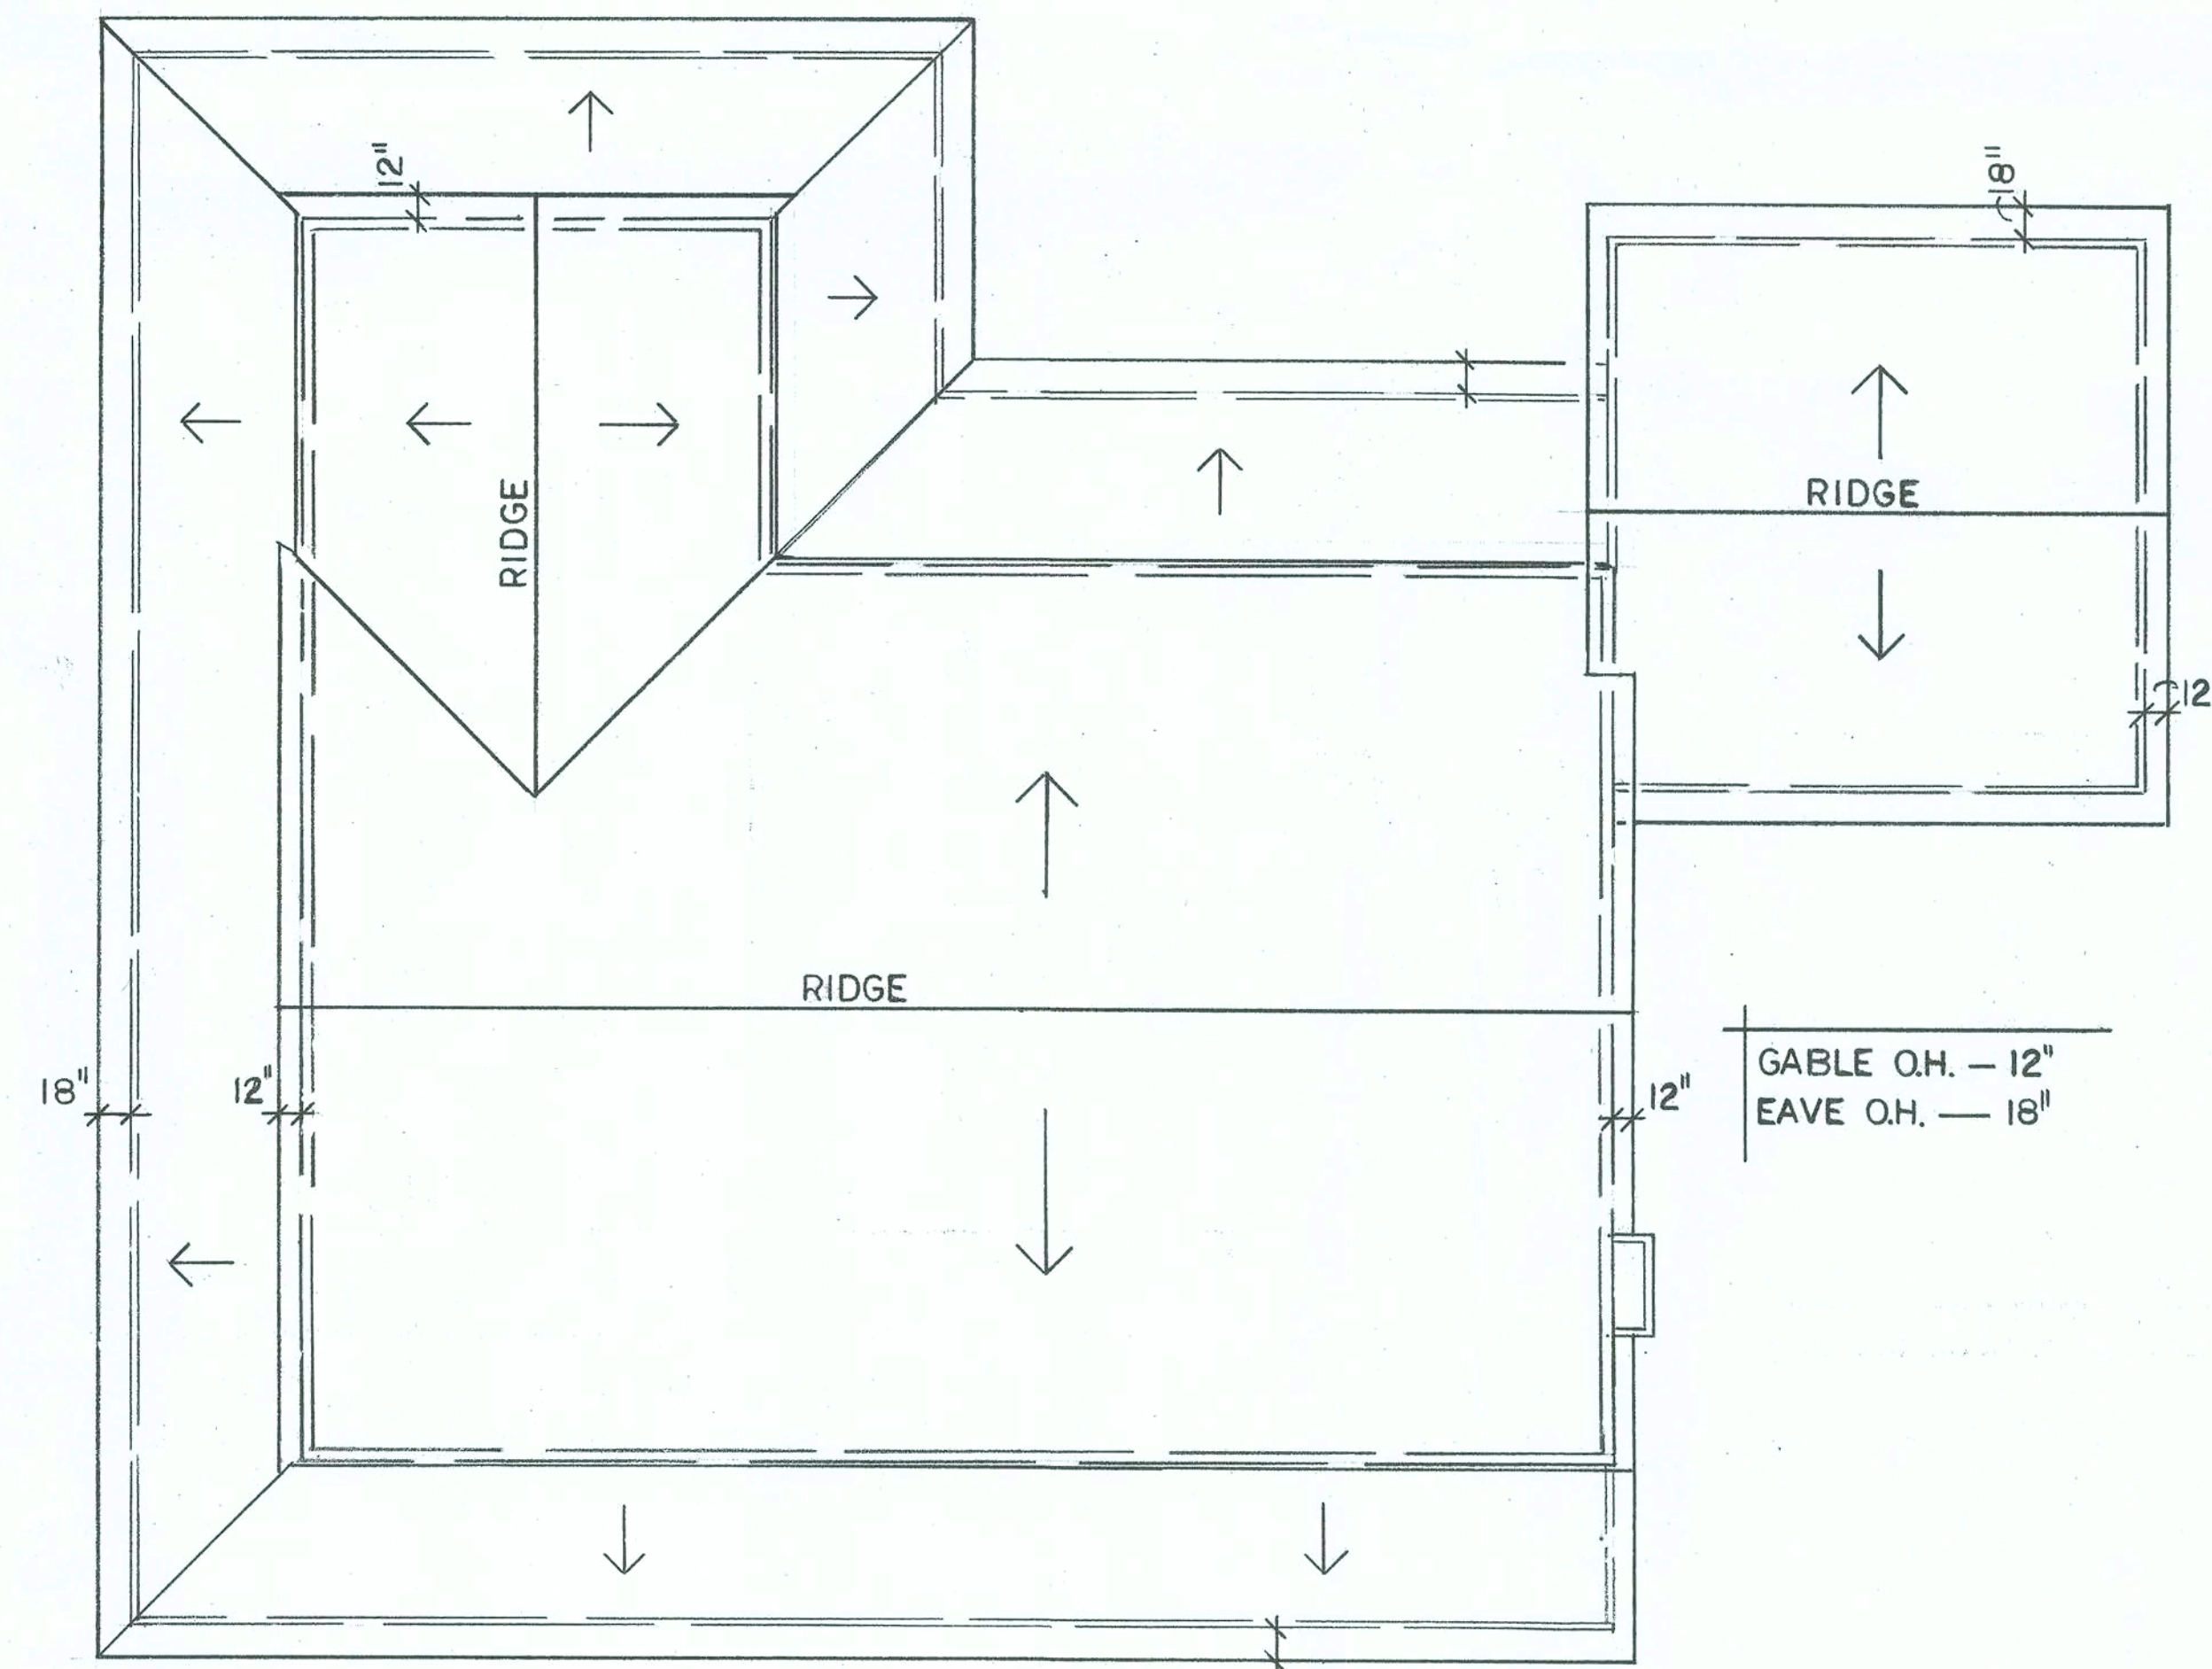 12"
18"
RIDGE
RIDGE
12
RIDGE
18"
12"
12"
GABLE O.H. — 12"
EAVE O.H. — 18"